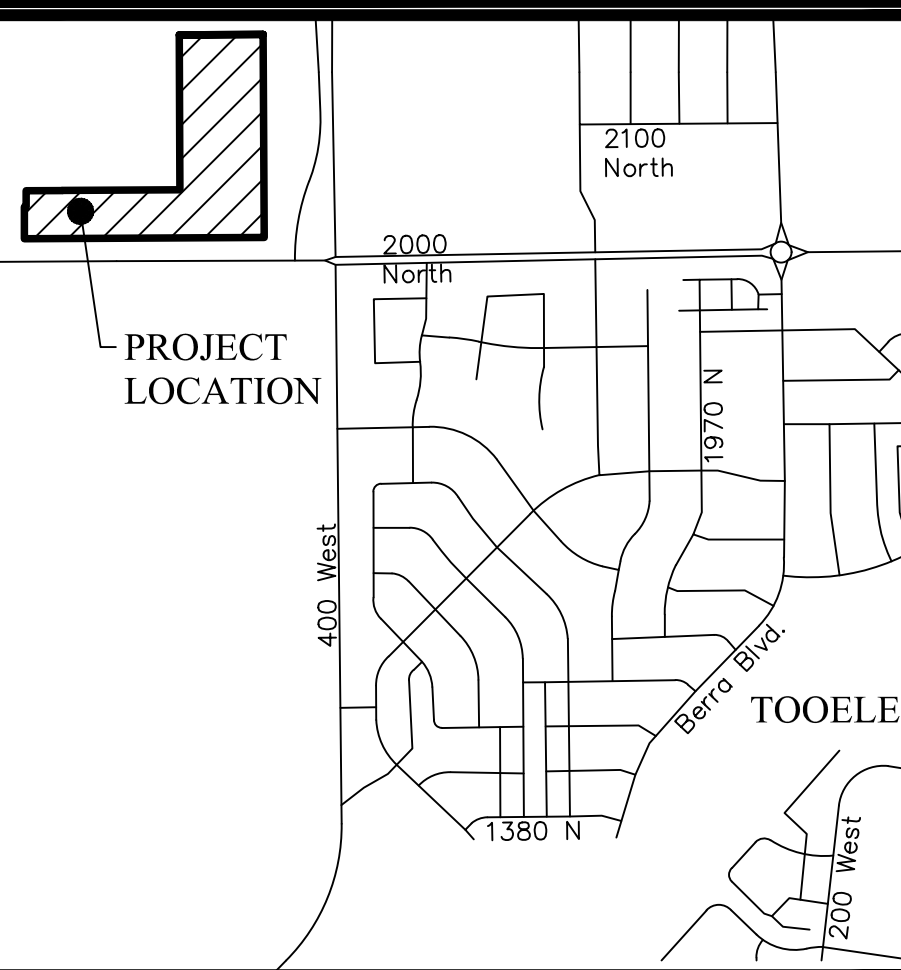 2100
North
2000
North
PROJECT
LOCATION
1970 N
400 West
Berra Blvd.
TOOELE
1380 N
200 West